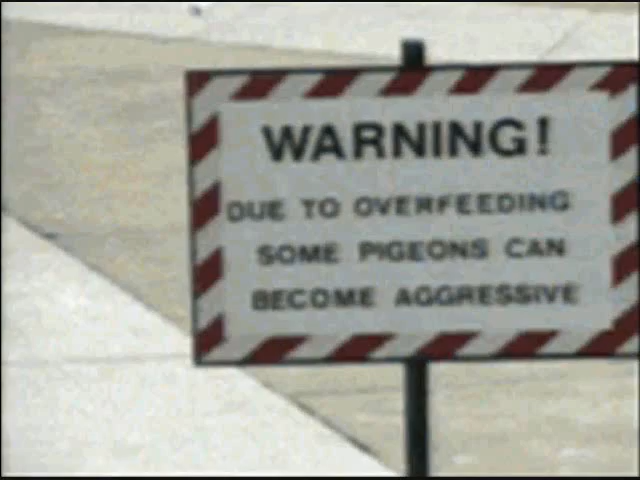 WARNING!
DUE TO OVERFEEDING
SOME PIGEONS CAN
BECOME AGGRESSIVE